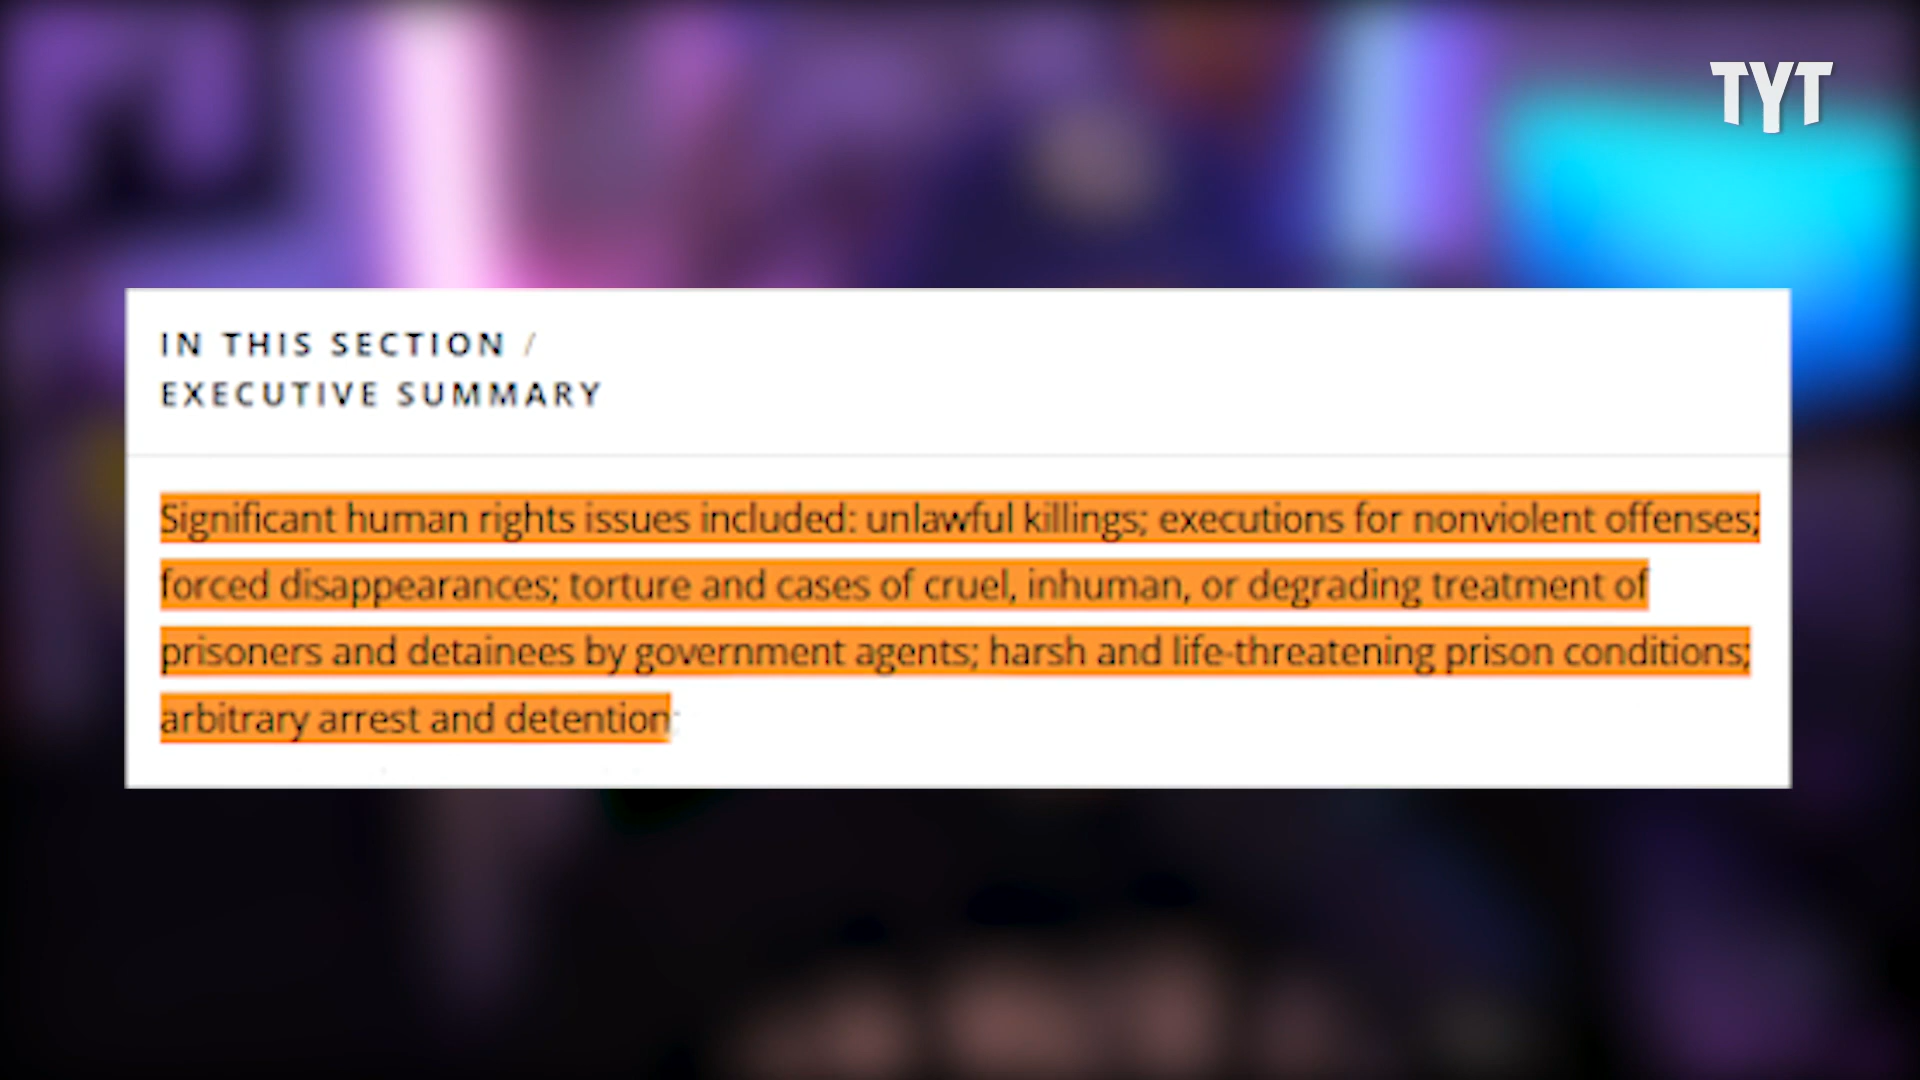 TYT
IN THIS SECTION /
EXECUTIVE SUMMARY
Significant human rights issues included: unlawful killings; executions for nonviolent offenses;
forced disappearances; torture and cases of cruel, inhuman, or degrading treatment of
prisoners and detainees by government agents; harsh and life-threatening prison conditions;
arbitrary arrest and detention